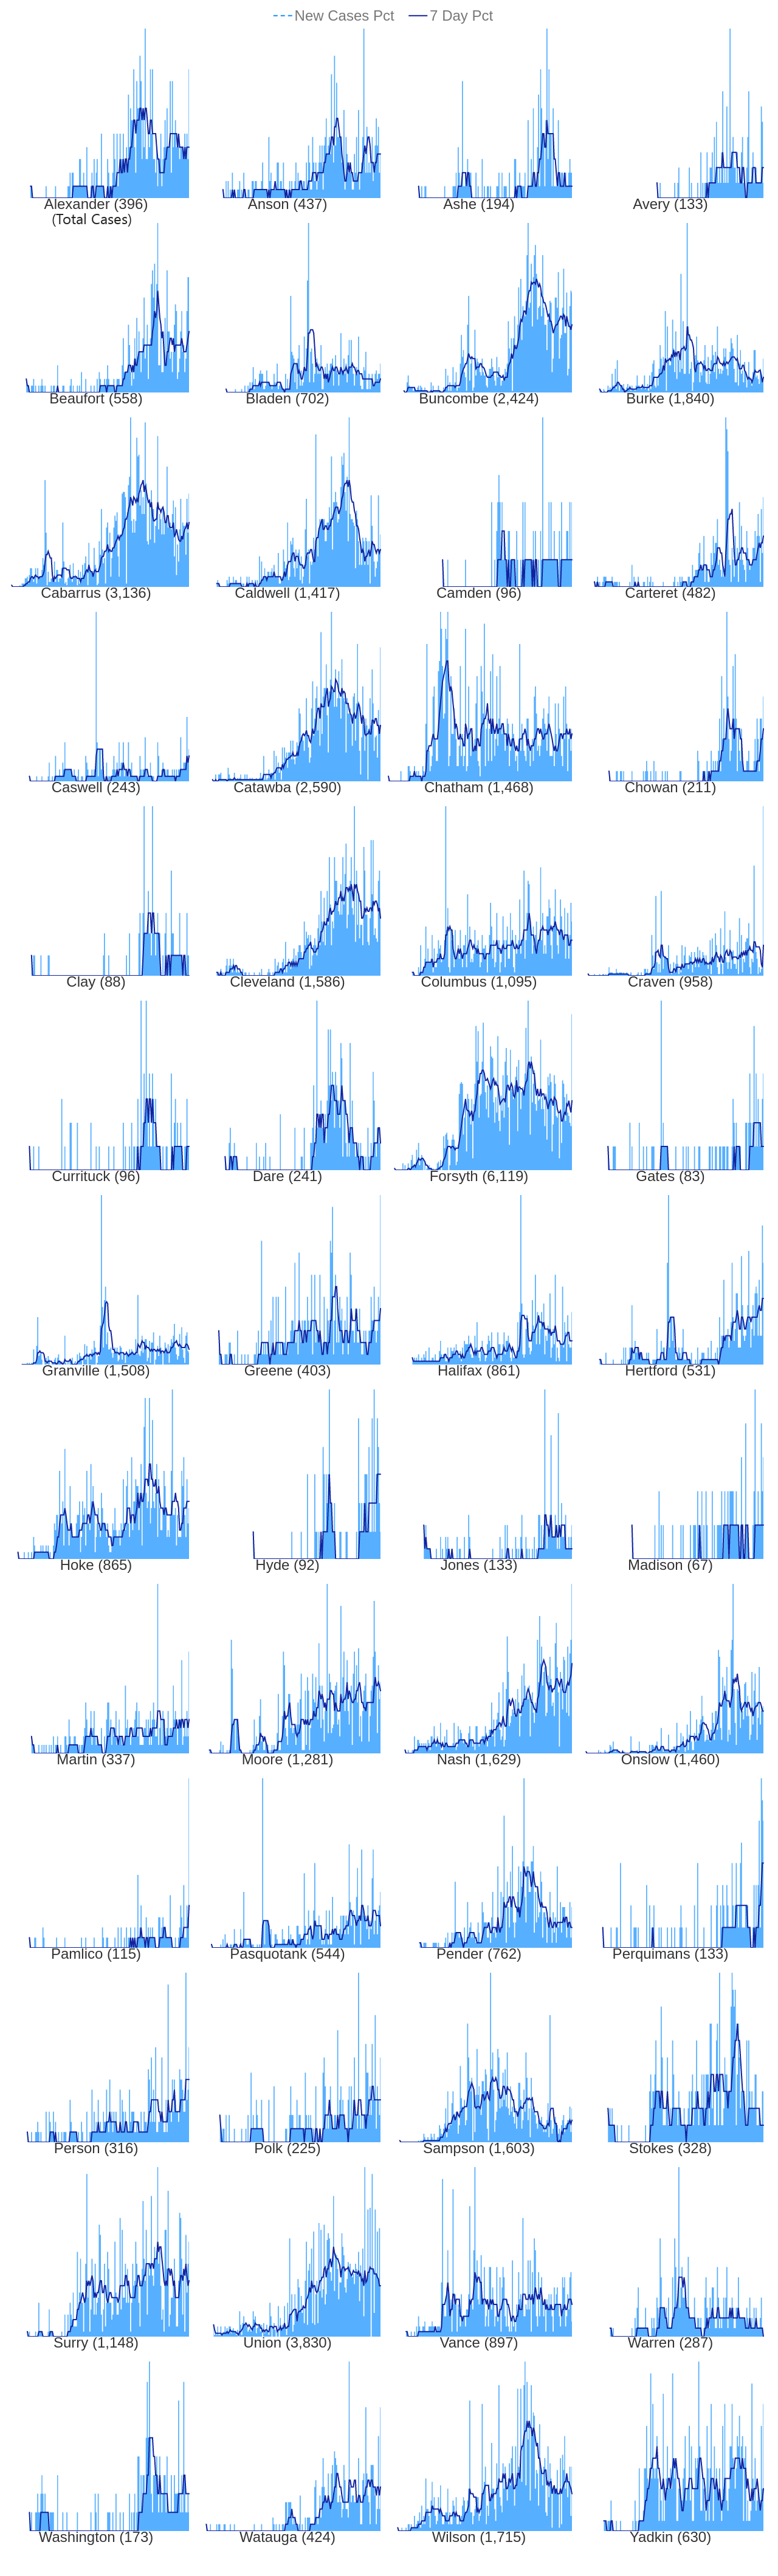 New Cases Pct 7 Day Pct
Alexander (396) Anson (437) Ashe (194) Avery (133)
(Total Cases)
Beaufort (558) Bladen (702) Buncombe (2,424) Burke (1,840)
Cabarrus (3,136) Caldwell (1,417) Camden (96) Carteret (482)
Caswell (243) Catawba (2,590) Chatham (1,468) Chowan (211)
Clay (88) Cleveland (1,586) Columbus (1,095) Craven (958)
Currituck (96) Dare (241) Forsyth (6,119) Gates (83)
Granville (1,508) Greene (403) Halifax (861) Hertford (531)
Hoke (865) Hyde (92) Jones (133) Madison (67)
Martin (337) Moore (1,281) Nash (1,629) Onslow (1,460)
Pamlico (115) Pasquotank (544) Pender (762) Perquimans (133)
Person (316) Polk (225) Sampson (1,603) Stokes (328)
Surry (1,148) Union (3,830) Vance (897) Warren (287)
Washington (173) Watauga (424) Wilson (1,715) Yadkin (630)